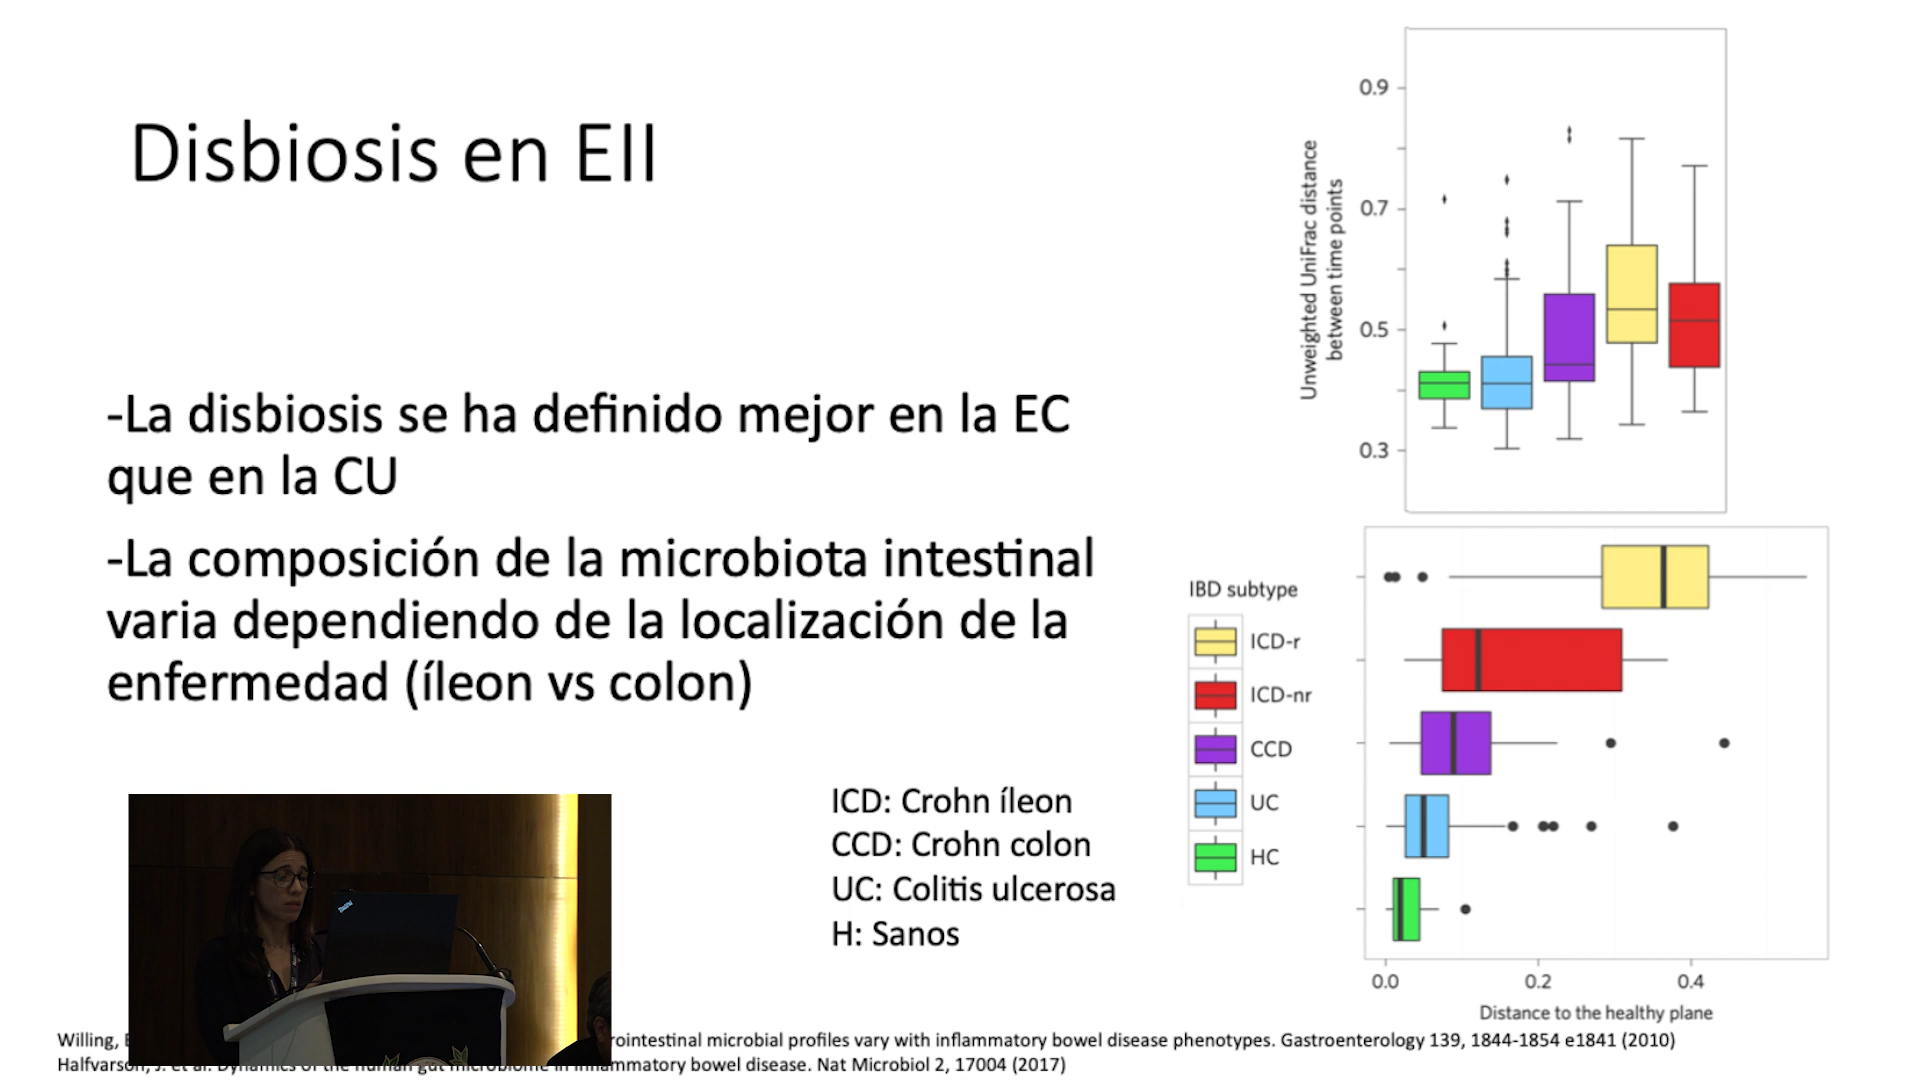 Disbiosis en EII
-La disbiosis se ha definido mejor en la EC
que en la CU
-La composición de la microbiota intestinal
varia dependiendo de la localización de la
enfermedad (íleon vs colon)
ICD: Crohn íleon
CCD: Crohn colon
UC: Colitis ulcerosa
H: Sanos
Unweighted UniFrac distance
between time points
0.9
0.7
0.5
0.3
IBD subtype
ICD-r
ICD-nr
CCD
UC
HC
0.0 0.2 0.4
Distance to the healthy plane
ThinkPad
Willing, rointestinal microbial profiles vary with inflammatory bowel disease phenotypes. Gastroenterology 139, 1844-1854 e1841 (2010)
Halfvarson, J. et al. Dynamics of the human gut microbiome in inflammatory bowel disease. Nat Microbiol 2, 17004 (2017)